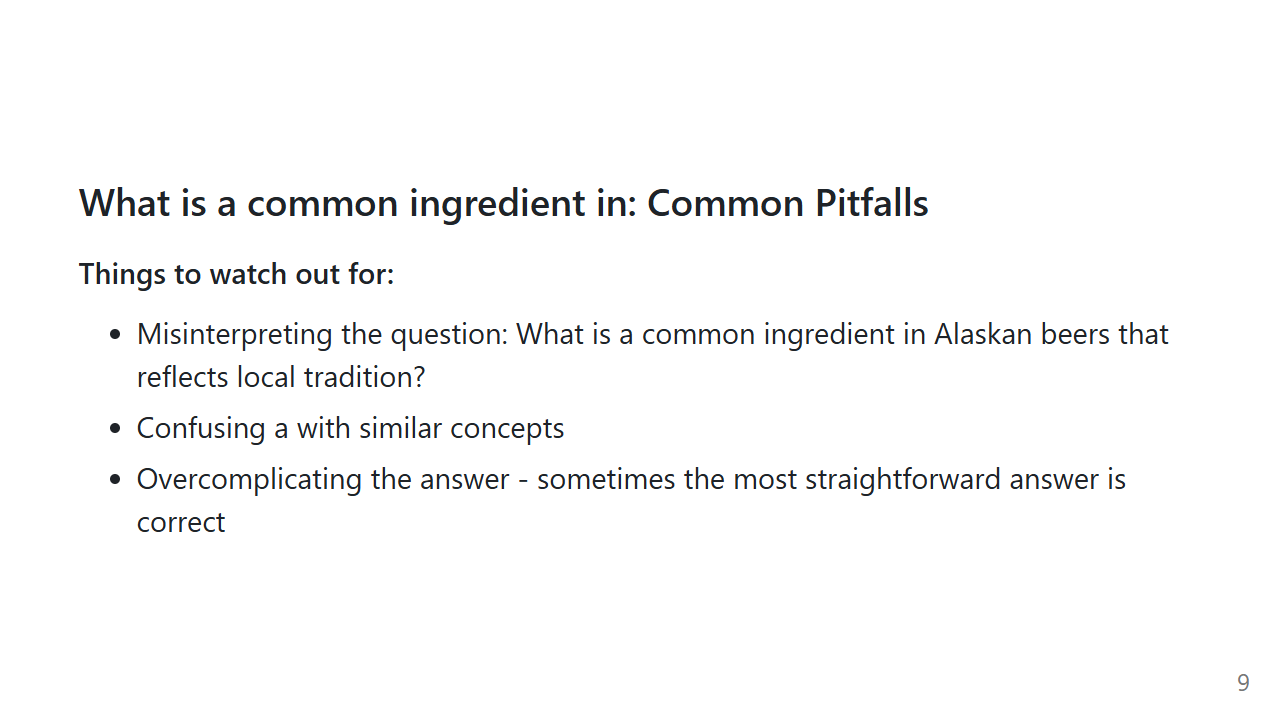 What is a common ingredient in: Common Pitfalls
Things to watch out for:
• Misinterpreting the question: What is a common ingredient in Alaskan beers that
reflects local tradition?
• Confusing a with similar concepts
• Overcomplicating the answer - sometimes the most straightforward answer is
correct
9